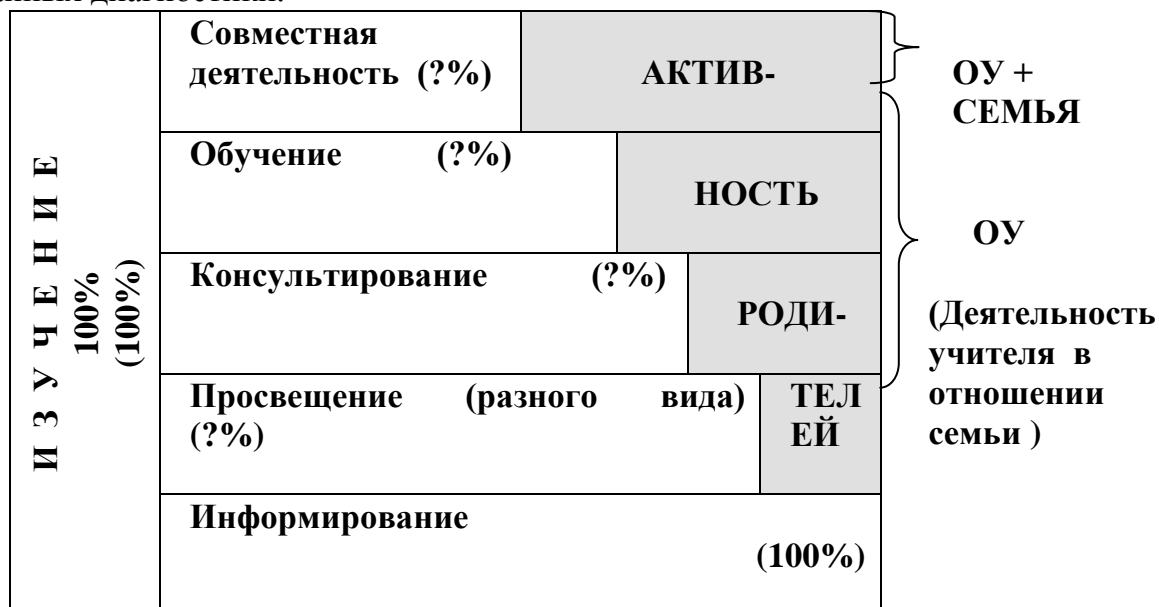 И З У Ч Е Н И Е
100%
(100%)
Совместная
деятельность (?%)
АКТИВ-
ОУ +
СЕМЬЯ
Обучение (?%)
НОСТЬ
ОУ
Консультирование (?%)
РОДИ-
(Деятельность
учителя в
отношении
семьи )
Просвещение (разного вида)
(?%)
ТЕЛ
ЕЙ
Информирование
(100%)